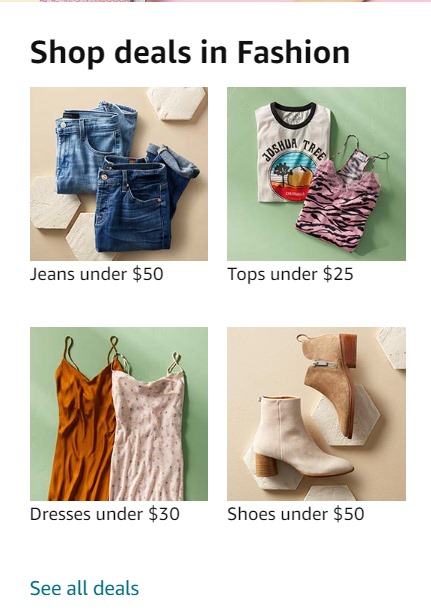 Shop deals in Fashion
JOSHUA TREE
Jeans under $50
Tops under $25
Dresses under $30
Shoes under $50
See all deals